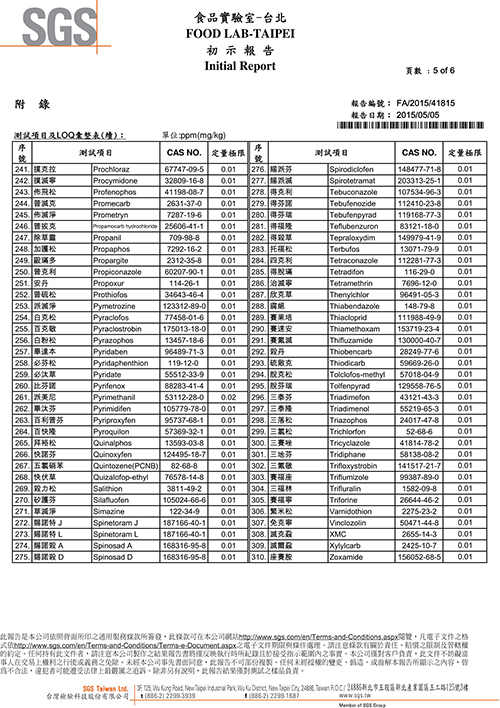 SGS
食品實驗室-台北
FOOD LAB-TAIPEI
初示報告
Initial Report
頁數 : 5 of 6
附 錄
報告編號: FA/2015/41815
報告日期: 2015/05/05
測試項目及LOQ彙整表(續): 單位:ppm(mg/kg)
序號 測試項目 CAS NO. 定量極限 序號 測試項目 CAS NO. 定量極限
241. 撲克拉 Prochloraz 67747-09-5 0.01 276. 賜派芬 Spirodiclofen 148477-71-8 0.01
242. 撲滅寧 Procymidone 32809-16-8 0.01 277. 賜派滅 Spirotetramat 203313-25-1 0.01
243. 佈飛松 Profenophos 41198-08-7 0.01 278. 得克利 Tebuconazole 107534-96-3 0.01
244. 普滅克 Promecarb 2631-37-0 0.01 279. 得芬諾 Tebufenozide 112410-23-8 0.01
245. 佈滅淨 Prometryn 7287-19-6 0.01 280. 得芬瑞 Tebufenpyrad 119168-77-3 0.01
246. 普拔克 Propamocarb hydrochloride 25606-41-1 0.01 281. 得福隆 Teflubenzuron 83121-18-0 0.01
247. 除草靈 Propanil 709-98-8 0.01 282. 得殺草 Tepraloxydim 149979-41-9 0.01
248. 加護松 Propaphos 7292-16-2 0.01 283. 托福松 Terbufos 13071-79-9 0.01
249. 毆蟎多 Propargite 2312-35-8 0.01 284. 四克利 Tetraconazole 112281-77-3 0.01
250. 普克利 Propiconazole 60207-90-1 0.01 285. 得脫蟎 Tetradifon 116-29-0 0.01
251. 安丹 Propoxur 114-26-1 0.01 286. 治滅寧 Tetramethrin 7696-12-0 0.01
252. 普硫松 Prothiofos 34643-46-4 0.01 287. 欣克草 Thenylchlor 96491-05-3 0.01
253. 派滅淨 Pymetrozine 123312-89-0 0.01 288. 腐絕 Thiabendazole 148-79-8 0.01
254. 白克松 Pyraclofos 77458-01-6 0.01 289. 賽果培 Thiacloprid 111988-49-9 0.01
255. 百克敏 Pyraclostrobin 175013-18-0 0.01 290. 賽速安 Thiamethoxam 153719-23-4 0.01
256. 白粉松 Pyrazophos 13457-18-6 0.01 291. 賽氟滅 Thifluzamide 130000-40-7 0.01
257. 畢達本 Pyridaben 96489-71-3 0.01 292. 殺丹 Thiobencarb 28249-77-6 0.01
258. 必芬松 Pyridaphenthion 119-12-0 0.01 293. 硫敵克 Thiodicarb 59669-26-0 0.01
259. 必汰草 Pyridate 55512-33-9 0.01 294. 脫克松 Tolclofos-methyl 57018-04-9 0.01
260. 比芬諾 Pyrifenox 88283-41-4 0.01 295. 脫芬瑞 Tolfenpyrad 129558-76-5 0.01
261. 派美尼 Pyrimethanil 53112-28-0 0.02 296. 三泰芬 Triadimefon 43121-43-3 0.01
262. 畢汰芬 Pyrimidifen 105779-78-0 0.01 297. 三泰隆 Triadimenol 55219-65-3 0.01
263. 百利普芬 Pyriproxyfen 95737-68-1 0.01 298. 三落松 Triazophos 24017-47-8 0.01
264. 百快隆 Pyroquilon 57369-32-1 0.01 299. 三氯松 Trichlorfon 52-68-6 0.01
265. 拜裕松 Quinalphos 13593-03-8 0.01 300. 三賽唑 Tricyclazole 41814-78-2 0.01
266. 快諾芬 Quinoxyfen 124495-18-7 0.01 301. 三地芬 Tridiphane 58138-08-2 0.01
267. 五氯硝苯 Quintozene(PCNB) 82-68-8 0.01 302. 三氟敏 Trifloxystrobin 141517-21-7 0.01
268. 快伏草 Quizalofop-ethyl 76578-14-8 0.01 303. 賽福座 Triflumizole 99387-89-0 0.01
269. 殺力松 Salithion 3811-49-2 0.01 304. 三福林 Trifluralin 1582-09-8 0.01
270. 矽護芬 Silafluofen 105024-66-6 0.01 305. 賽福寧 Triforine 26644-46-2 0.01
271. 草滅淨 Simazine 122-34-9 0.01 306. 繁米松 Vamidothion 2275-23-2 0.01
272. 賜諾特 J Spinetoram J 187166-40-1 0.01 307. 免克寧 Vinclozolin 50471-44-8 0.01
273. 賜諾特 L Spinetoram L 187166-40-1 0.01 308. 滅克蝨 XMC 2655-14-3 0.01
274. 賜諾殺 A Spinosad A 168316-95-8 0.01 309. 滅爾蝨 Xylylcarb 2425-10-7 0.01
275. 賜諾殺 D Spinosad D 168316-95-8 0.01 310. 座賽胺 Zoxamide 156052-68-5 0.01
此報告是本公司依照背面所印之通用服務條款所簽發,此條款可在本公司網站http://www.sgs.com/en/Terms-and-Conditions.aspx閱覽,凡電子文件之格
式依http://www.sgs.com/en/Terms-and-Conditions/Terms-e-Document.aspx之電子文件期限與條件處理。請注意條款有關於責任、賠償之限制及管轄權
的約定。任何持有此文件者,請注意本公司製作之結果報告書將僅反映執行時所紀錄且於接受指示範圍內之事實。本公司僅對客戶負責,此文件不妨礙當
事人在交易上權利之行使或義務之免除。未經本公司事先書面同意,此報告不可部份複製。任何未經授權的變更、偽造、或曲解本報告所顯示之內容,皆
為不合法,違犯者可能遭受法律上最嚴厲之追訴。除非另有說明,此報告結果僅對測試之樣品負責。
SGS Taiwan Ltd.
台灣檢驗科技股份有限公司
3F, 125, Wu Kung Road, New Taipei Industrial Park, Wu Ku District, New Taipei City, 24886, Taiwan R.O.C./ 24886新北市五股區新北產業園區五工路125號3樓
t (886-2) 2299-3939 f (886-2) 2299-1687 www.sgs.tw
Member of SGS Group